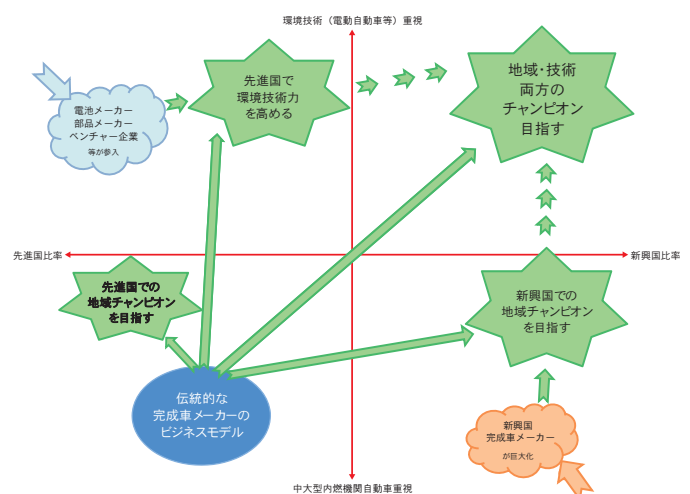 環境技術（電動自動車等）重視
電池メーカー
部品メーカー
ベンチャー企業
等が参入
先進国で
環境技術力
を高める
地域・技術
両方の
チャンピオン
目指す
先進国比率
新興国比率
先進国での
地域チャンピオン
を目指す
新興国での
地域チャンピオン
を目指す
伝統的な
完成車メーカーの
ビジネスモデル
新興国
完成車メーカー
が巨大化
中大型内燃機関自動車重視